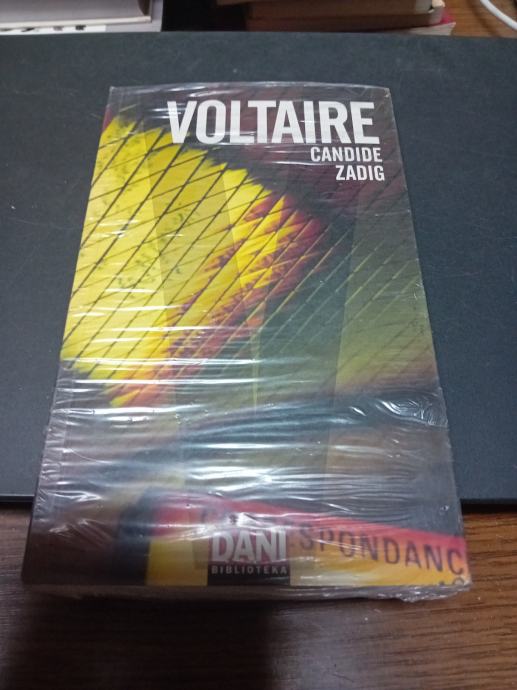 VOLTAIRE
CANDIDE
ZADIG
SPONDANC
DANI
BIBLIOTEKA